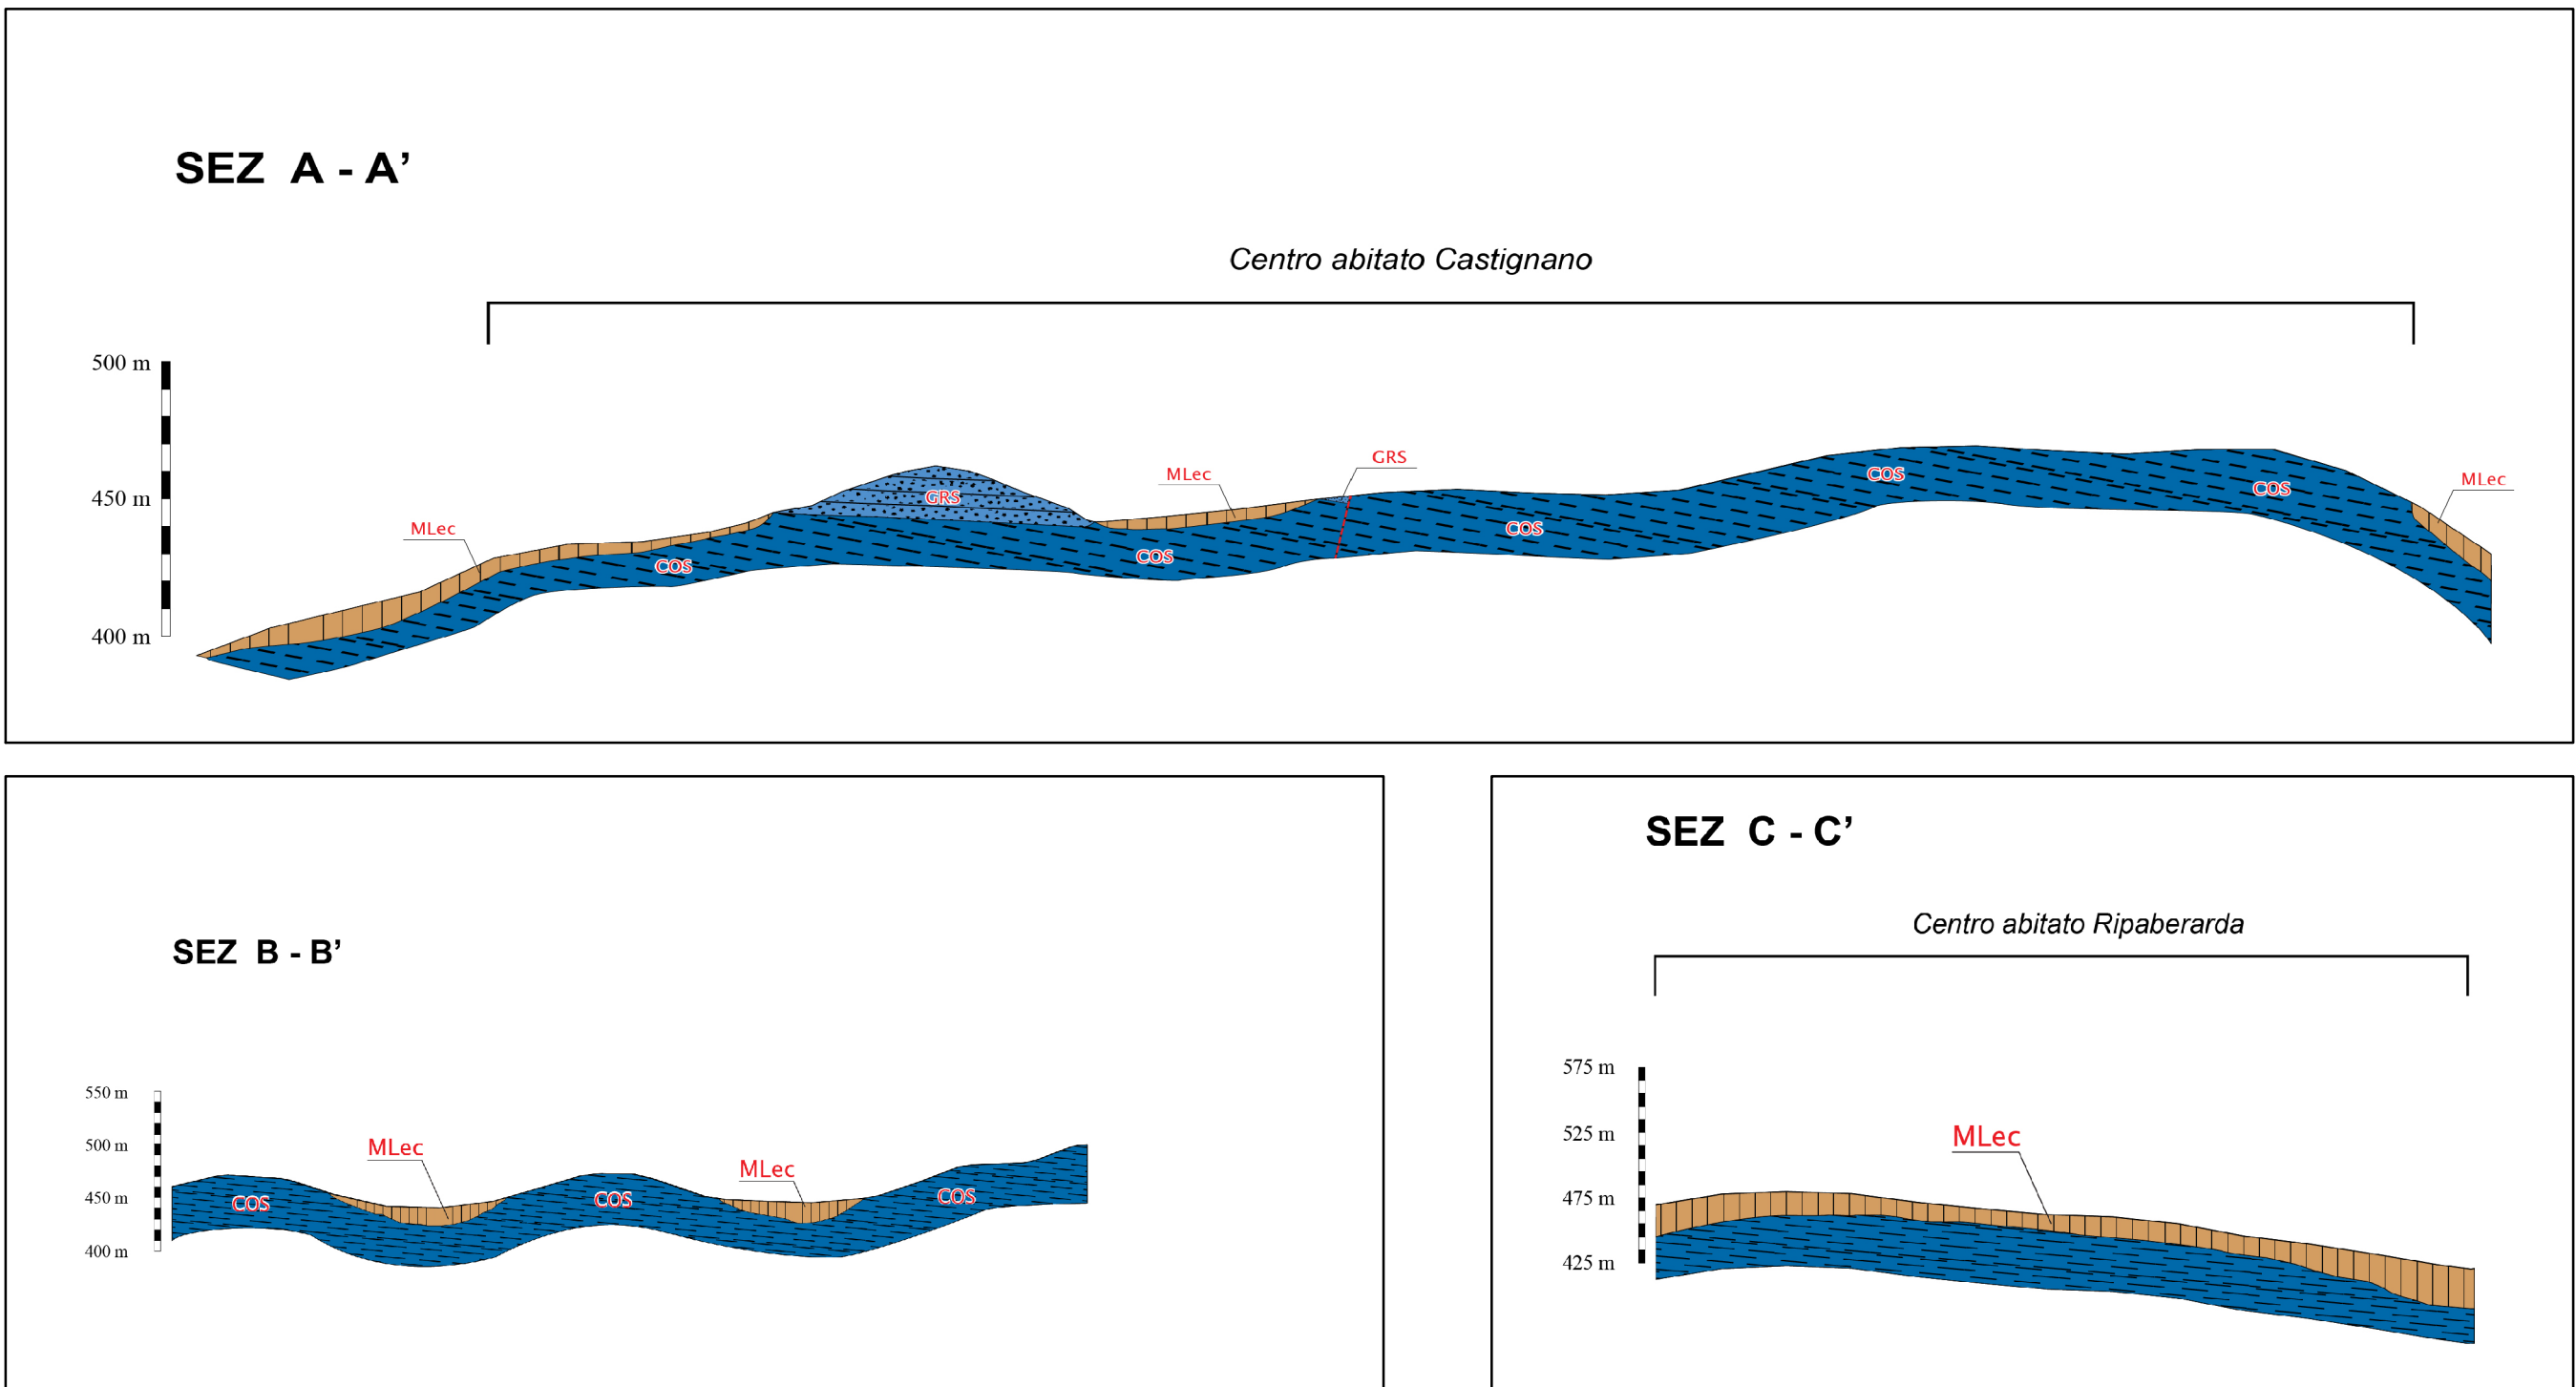 SEZ A - A’
Centro abitato Castignano
500 m
450 m
400 m
MLec
COS
GRS
MLec
COS
GRS
COS
COS
COS
MLec
SEZ B - B’
550 m
500 m
450 m
400 m
COS
MLec
COS
MLec
COS
SEZ C - C’
Centro abitato Ripaberarda
575 m
525 m
475 m
425 m
MLec